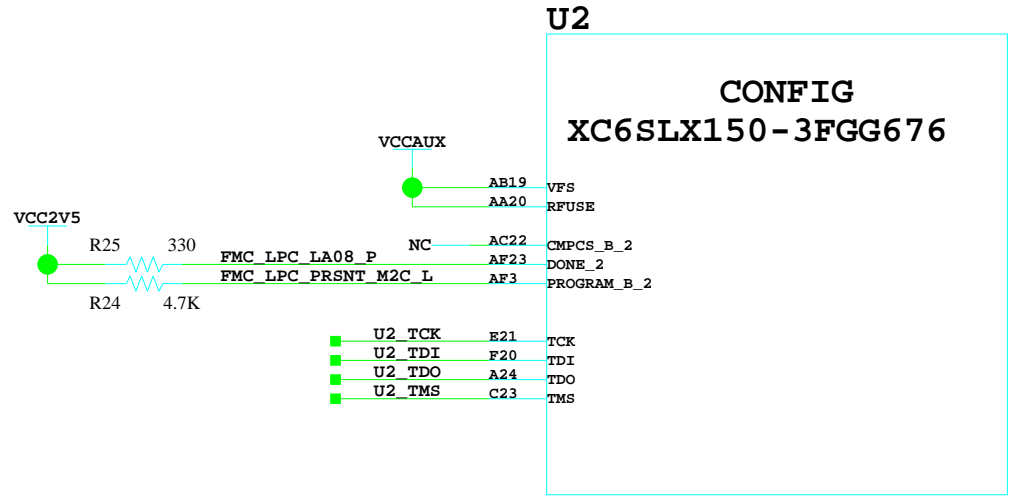 U2
CONFIG
XC6SLX150-3FGG676
VCCAUX
AB19 VFS
AA20 RFUSE
VCC2V5
NC AC22 CMPCS_B_2
R25 330 FMC_LPC_LA08_P AF23 DONE_2
FMC_LPC_PRSNT_M2C_L AF3 PROGRAM_B_2
R24 4.7K
U2_TCK E21 TCK
U2_TDI F20 TDI
U2_TDO A24 TDO
U2_TMS C23 TMS